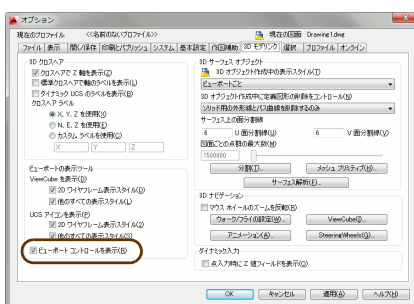 オプション
現在のプロファイル <<名前のないプロファイル>> 現在の図面 Drawing1.dwg
ファイル 表示 開く/保存 印刷とパブリッシュ システム 基本設定 作図補助 3D モデリング 選択 プロファイル オンライン
3D クロスヘア
クロスヘアで Z 軸を表示(Z)
標準クロスヘアで軸のラベルを表示(L)
ダイナミック UCS のラベルを表示(B)
クロスヘア ラベル
X, Y, Z を使用(X)
N, E, Z を使用(E)
カスタム ラベルを使用(C)
X Y Z
ビューポートの表示ツール
ViewCube を表示(D)
2D ワイヤフレーム表示スタイル(D)
他のすべての表示スタイル(L)
UCS アイコンを表示(P)
2D ワイヤフレーム表示スタイル(2)
他のすべての表示スタイル(S)
ビューポート コントロールを表示(R)
3D サーフェス オブジェクト
3D オブジェクト作成中の表示スタイル(T)
ビューポートごと
3D オブジェクト作成中に定義図形の削除をコントロール(N)
ソリッド用の外形線とパス曲線を削除するのみ
サーフェス上の面分割線
6 U 面分割線(U) 6 V 面分割線(V)
図面ごとの点群の最大数(M)
1500000
分割(T)... メッシュ プリミティブ(H)...
サーフェス解析(F)...
3D ナビゲーション
マウス ホイールのズームを反転(R)
ウォーク/フライの設定(W)... ViewCube(I)...
アニメーション(A)... SteeringWheels(G)...
ダイナミック入力
点入力時に Z 値フィールドを表示(O)
OK キャンセル 適用(A) ヘルプ(H)